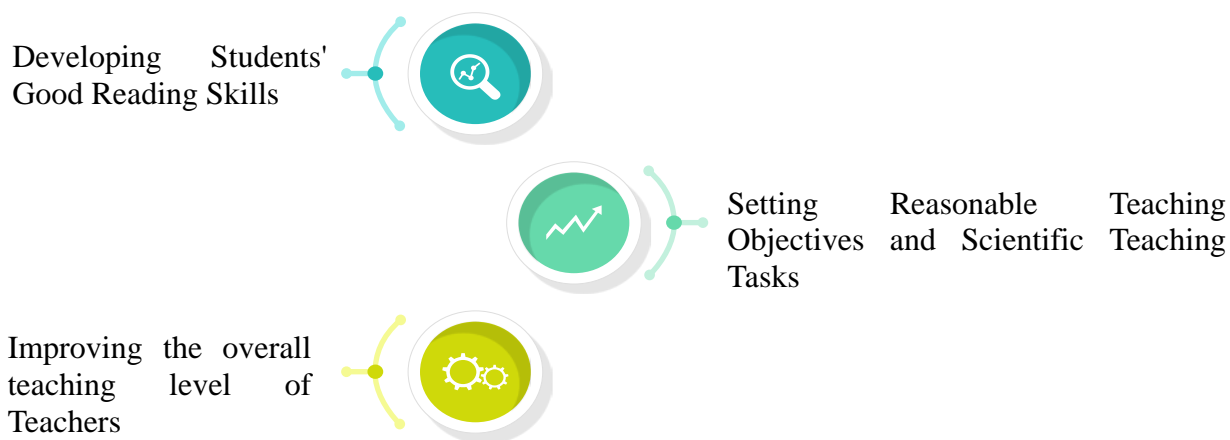 Developing Students'
Good Reading Skills
Setting Reasonable Teaching
Objectives and Scientific Teaching
Tasks
Improving the overall
teaching level of
Teachers